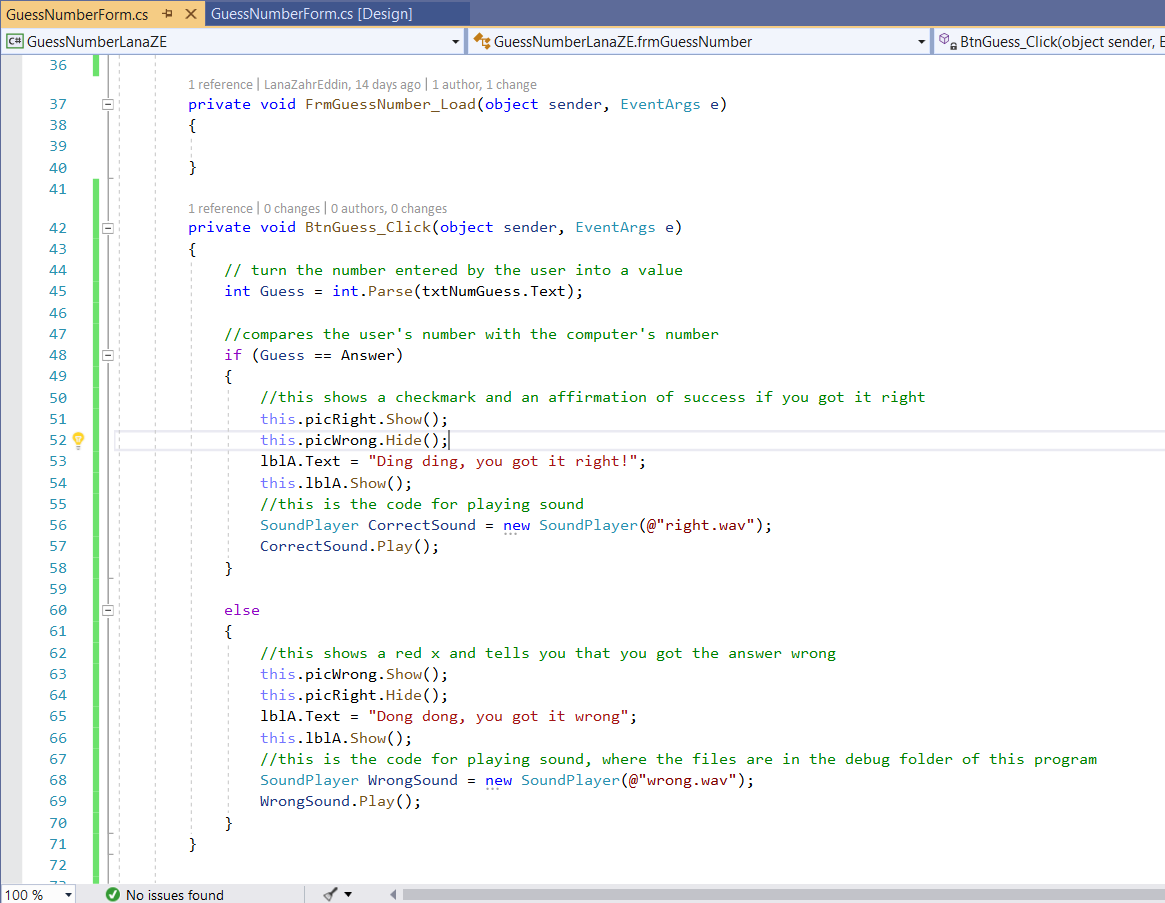 GuessNumberForm.cs GuessNumberForm.cs [Design]
C# GuessNumberLanaZE GuessNumberLanaZE.frmGuessNumber BtnGuess_Click(object sender, E
36
1 reference | LanaZahrEddin, 14 days ago | 1 author, 1 change
37 private void FrmGuessNumber_Load(object sender, EventArgs e)
38 {
39
40 }
41
1 reference | 0 changes | 0 authors, 0 changes
42 private void BtnGuess_Click(object sender, EventArgs e)
43 {
44 // turn the number entered by the user into a value
45 int Guess = int.Parse(txtNumGuess.Text);
46
47 //compares the user's number with the computer's number
48 if (Guess == Answer)
49 {
50 //this shows a checkmark and an affirmation of success if you got it right
51 this.picRight.Show();
52 this.picWrong.Hide();
53 lblA.Text = "Ding ding, you got it right!";
54 this.lblA.Show();
55 //this is the code for playing sound
56 SoundPlayer CorrectSound = new SoundPlayer(@"right.wav");
57 CorrectSound.Play();
58 }
59
60 else
61 {
62 //this shows a red x and tells you that you got the answer wrong
63 this.picWrong.Show();
64 this.picRight.Hide();
65 lblA.Text = "Dong dong, you got it wrong";
66 this.lblA.Show();
67 //this is the code for playing sound, where the files are in the debug folder of this program
68 SoundPlayer WrongSound = new SoundPlayer(@"wrong.wav");
69 WrongSound.Play();
70 }
71 }
72
100 % No issues found